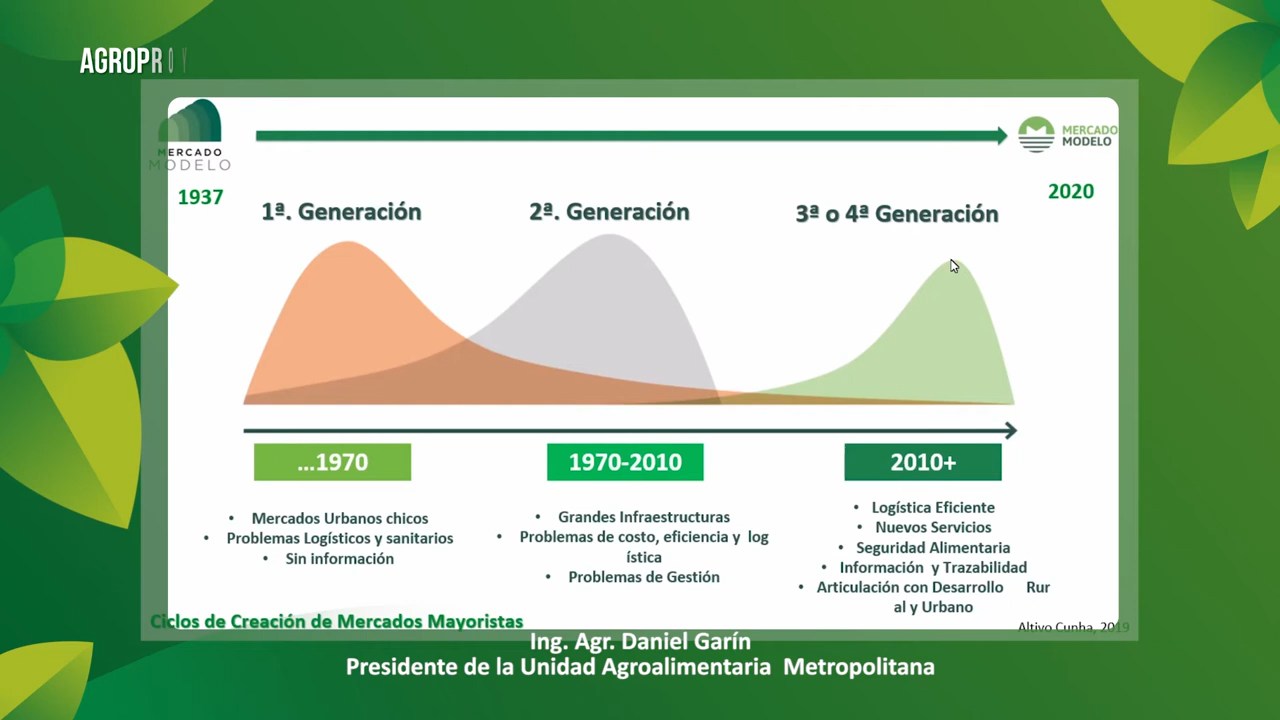 AGROPROY
MERCADO
MODELO
MERCADO
MODELO
1937
2020
1ª. Generación
2ª. Generación
3ª o 4ª Generación
...1970
1970-2010
2010+
• Mercados Urbanos chicos
• Problemas Logísticos y sanitarios
• Sin información
• Grandes Infraestructuras
• Problemas de costo, eficiencia y log
ística
• Problemas de Gestión
• Logística Eficiente
• Nuevos Servicios
• Seguridad Alimentaria
• Información y Trazabilidad
• Articulación con Desarrollo Rur
al y Urbano
Ciclos de Creación de Mercados Mayoristas
Altivo Cunha, 2019
Ing. Agr. Daniel Garín
Presidente de la Unidad Agroalimentaria Metropolitana